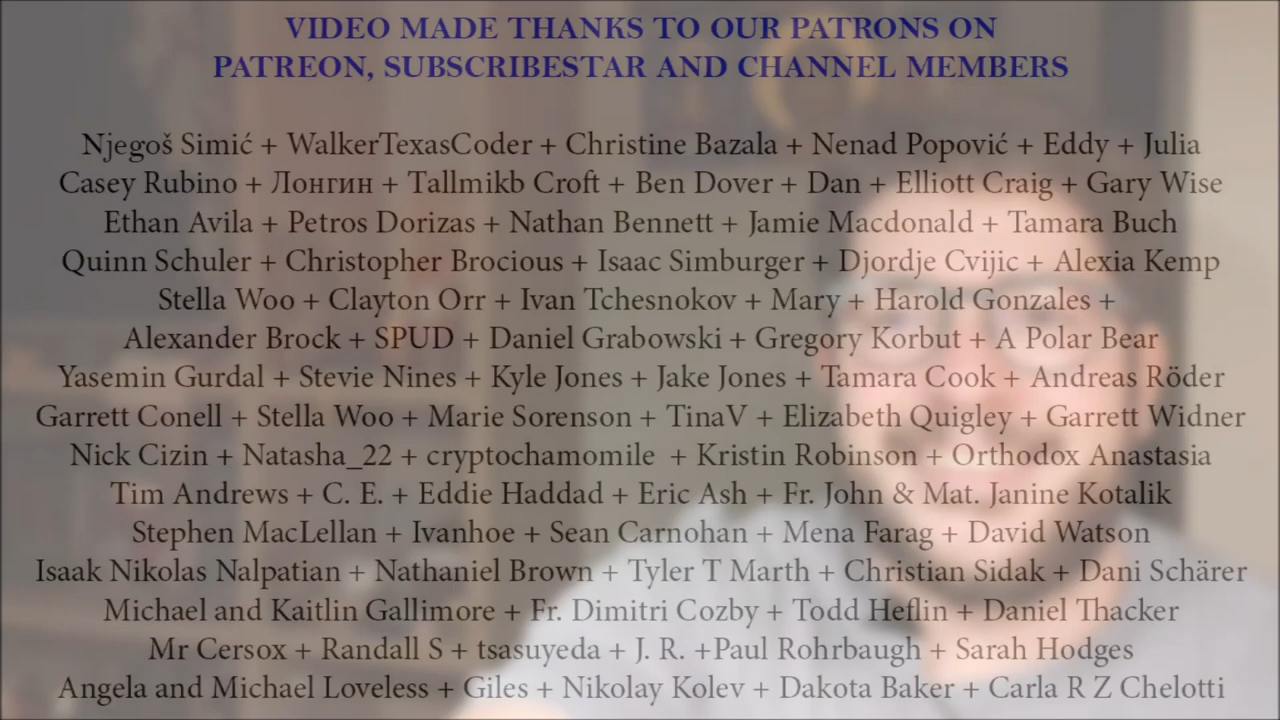 VIDEO MADE THANKS TO OUR PATRONS ON
PATREON, SUBSCRIBESTAR AND CHANNEL MEMBERS
Njegoš Simić + WalkerTexasCoder + Christine Bazala + Nenad Popović + Eddy + Julia
Casey Rubino + Лонгин + Tallmikb Croft + Ben Dover + Dan + Elliott Craig + Gary Wise
Ethan Avila + Petros Dorizas + Nathan Bennett + Jamie Macdonald + Tamara Buch
Quinn Schuler + Christopher Brocious + Isaac Simburger + Djordje Cvijic + Alexia Kemp
Stella Woo + Clayton Orr + Ivan Tchesnokov + Mary + Harold Gonzales +
Alexander Brock + SPUD + Daniel Grabowski + Gregory Korbut + A Polar Bear
Yasemin Gurdal + Stevie Nines + Kyle Jones + Jake Jones + Tamara Cook + Andreas Röder
Garrett Conell + Stella Woo + Marie Sorenson + TinaV + Elizabeth Quigley + Garrett Widner
Nick Cizin + Natasha_22 + cryptochamomile + Kristin Robinson + Orthodox Anastasia
Tim Andrews + C. E. + Eddie Haddad + Eric Ash + Fr. John & Mat. Janine Kotalik
Stephen MacLellan + Ivanhoe + Sean Carnohan + Mena Farag + David Watson
Isaak Nikolas Nalpatian + Nathaniel Brown + Tyler T Marth + Christian Sidak + Dani Schärer
Michael and Kaitlin Gallimore + Fr. Dimitri Cozby + Todd Heflin + Daniel Thacker
Mr Cersox + Randall S + tsasuyeda + J. R. +Paul Rohrbaugh + Sarah Hodges
Angela and Michael Loveless + Giles + Nikolay Kolev + Dakota Baker + Carla R Z Chelotti